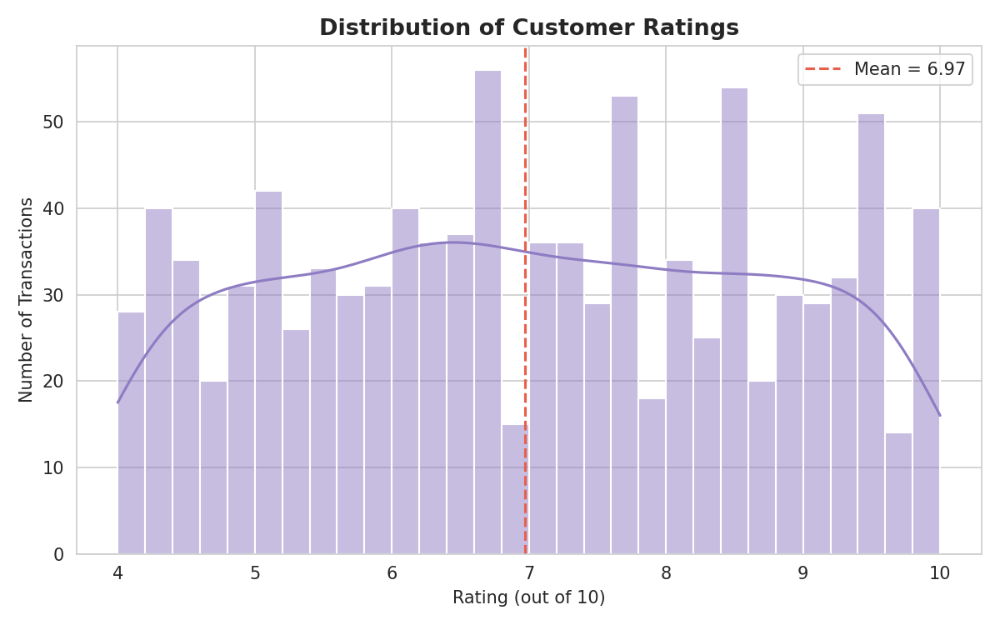 Distribution of Customer Ratings
Mean = 6.97
Number of Transactions
50
40
30
20
10
0
4 5 6 7 8 9 10
Rating (out of 10)